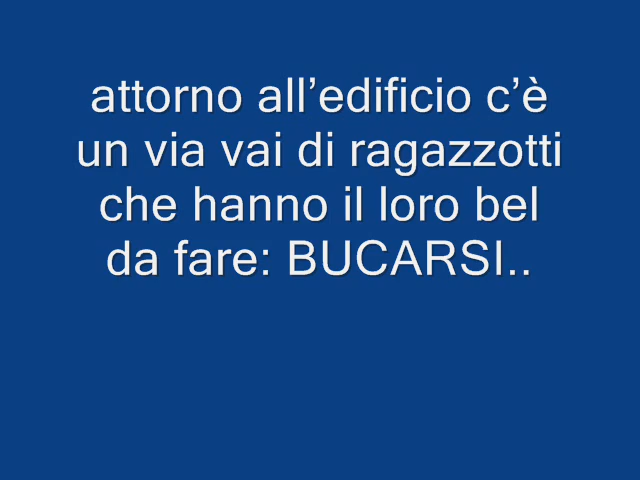 attorno all’edificio c’è
un via vai di ragazzotti
che hanno il loro bel
da fare: BUCARSI..